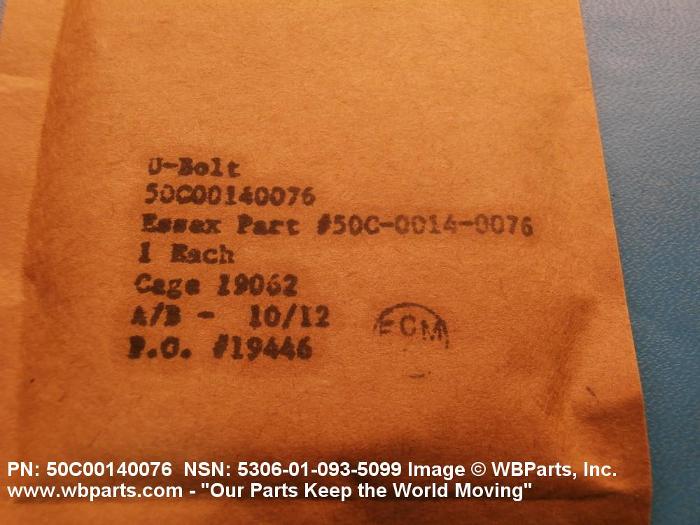 U-Bolt
50C00140076
Essex Part #50C-0014-0076
1 Each
Cage 19062
A/B - 10/12
ECM
P.O. #19446
PN: 50C00140076 NSN: 5306-01-093-5099 Image © WBParts, Inc.
www.wbparts.com - "Our Parts Keep the World Moving"